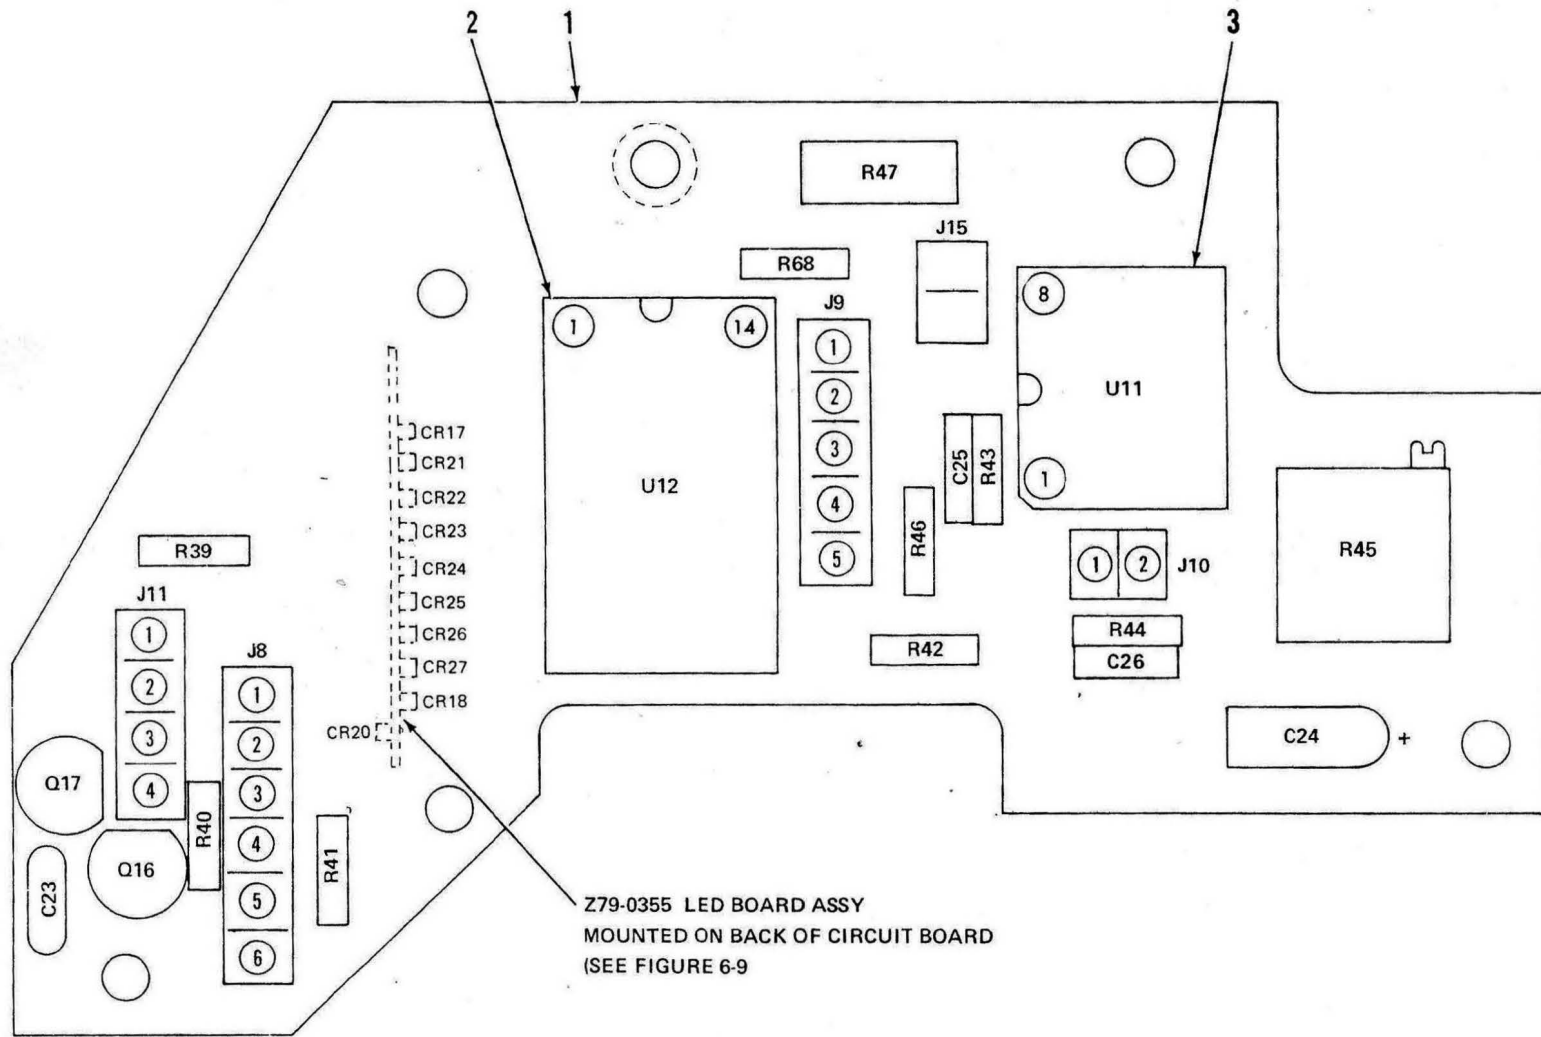 2 1 3
R47
J15
R68
J9
8
1 14
1
2
U11
CR17
CR21
3
C25
R43
CR22
U12
1
4
CR23
R46
R39
5
R45
1 2 J10
CR24
J11
CR25
1
CR26
R44
J8
R42
C26
CR27
2
1
CR18
3
CR20
2
C24 +
Q17
4
3
R40
4
R41
Q16
C23
5
6
Z79-0355 LED BOARD ASSY
MOUNTED ON BACK OF CIRCUIT BOARD
(SEE FIGURE 6-9